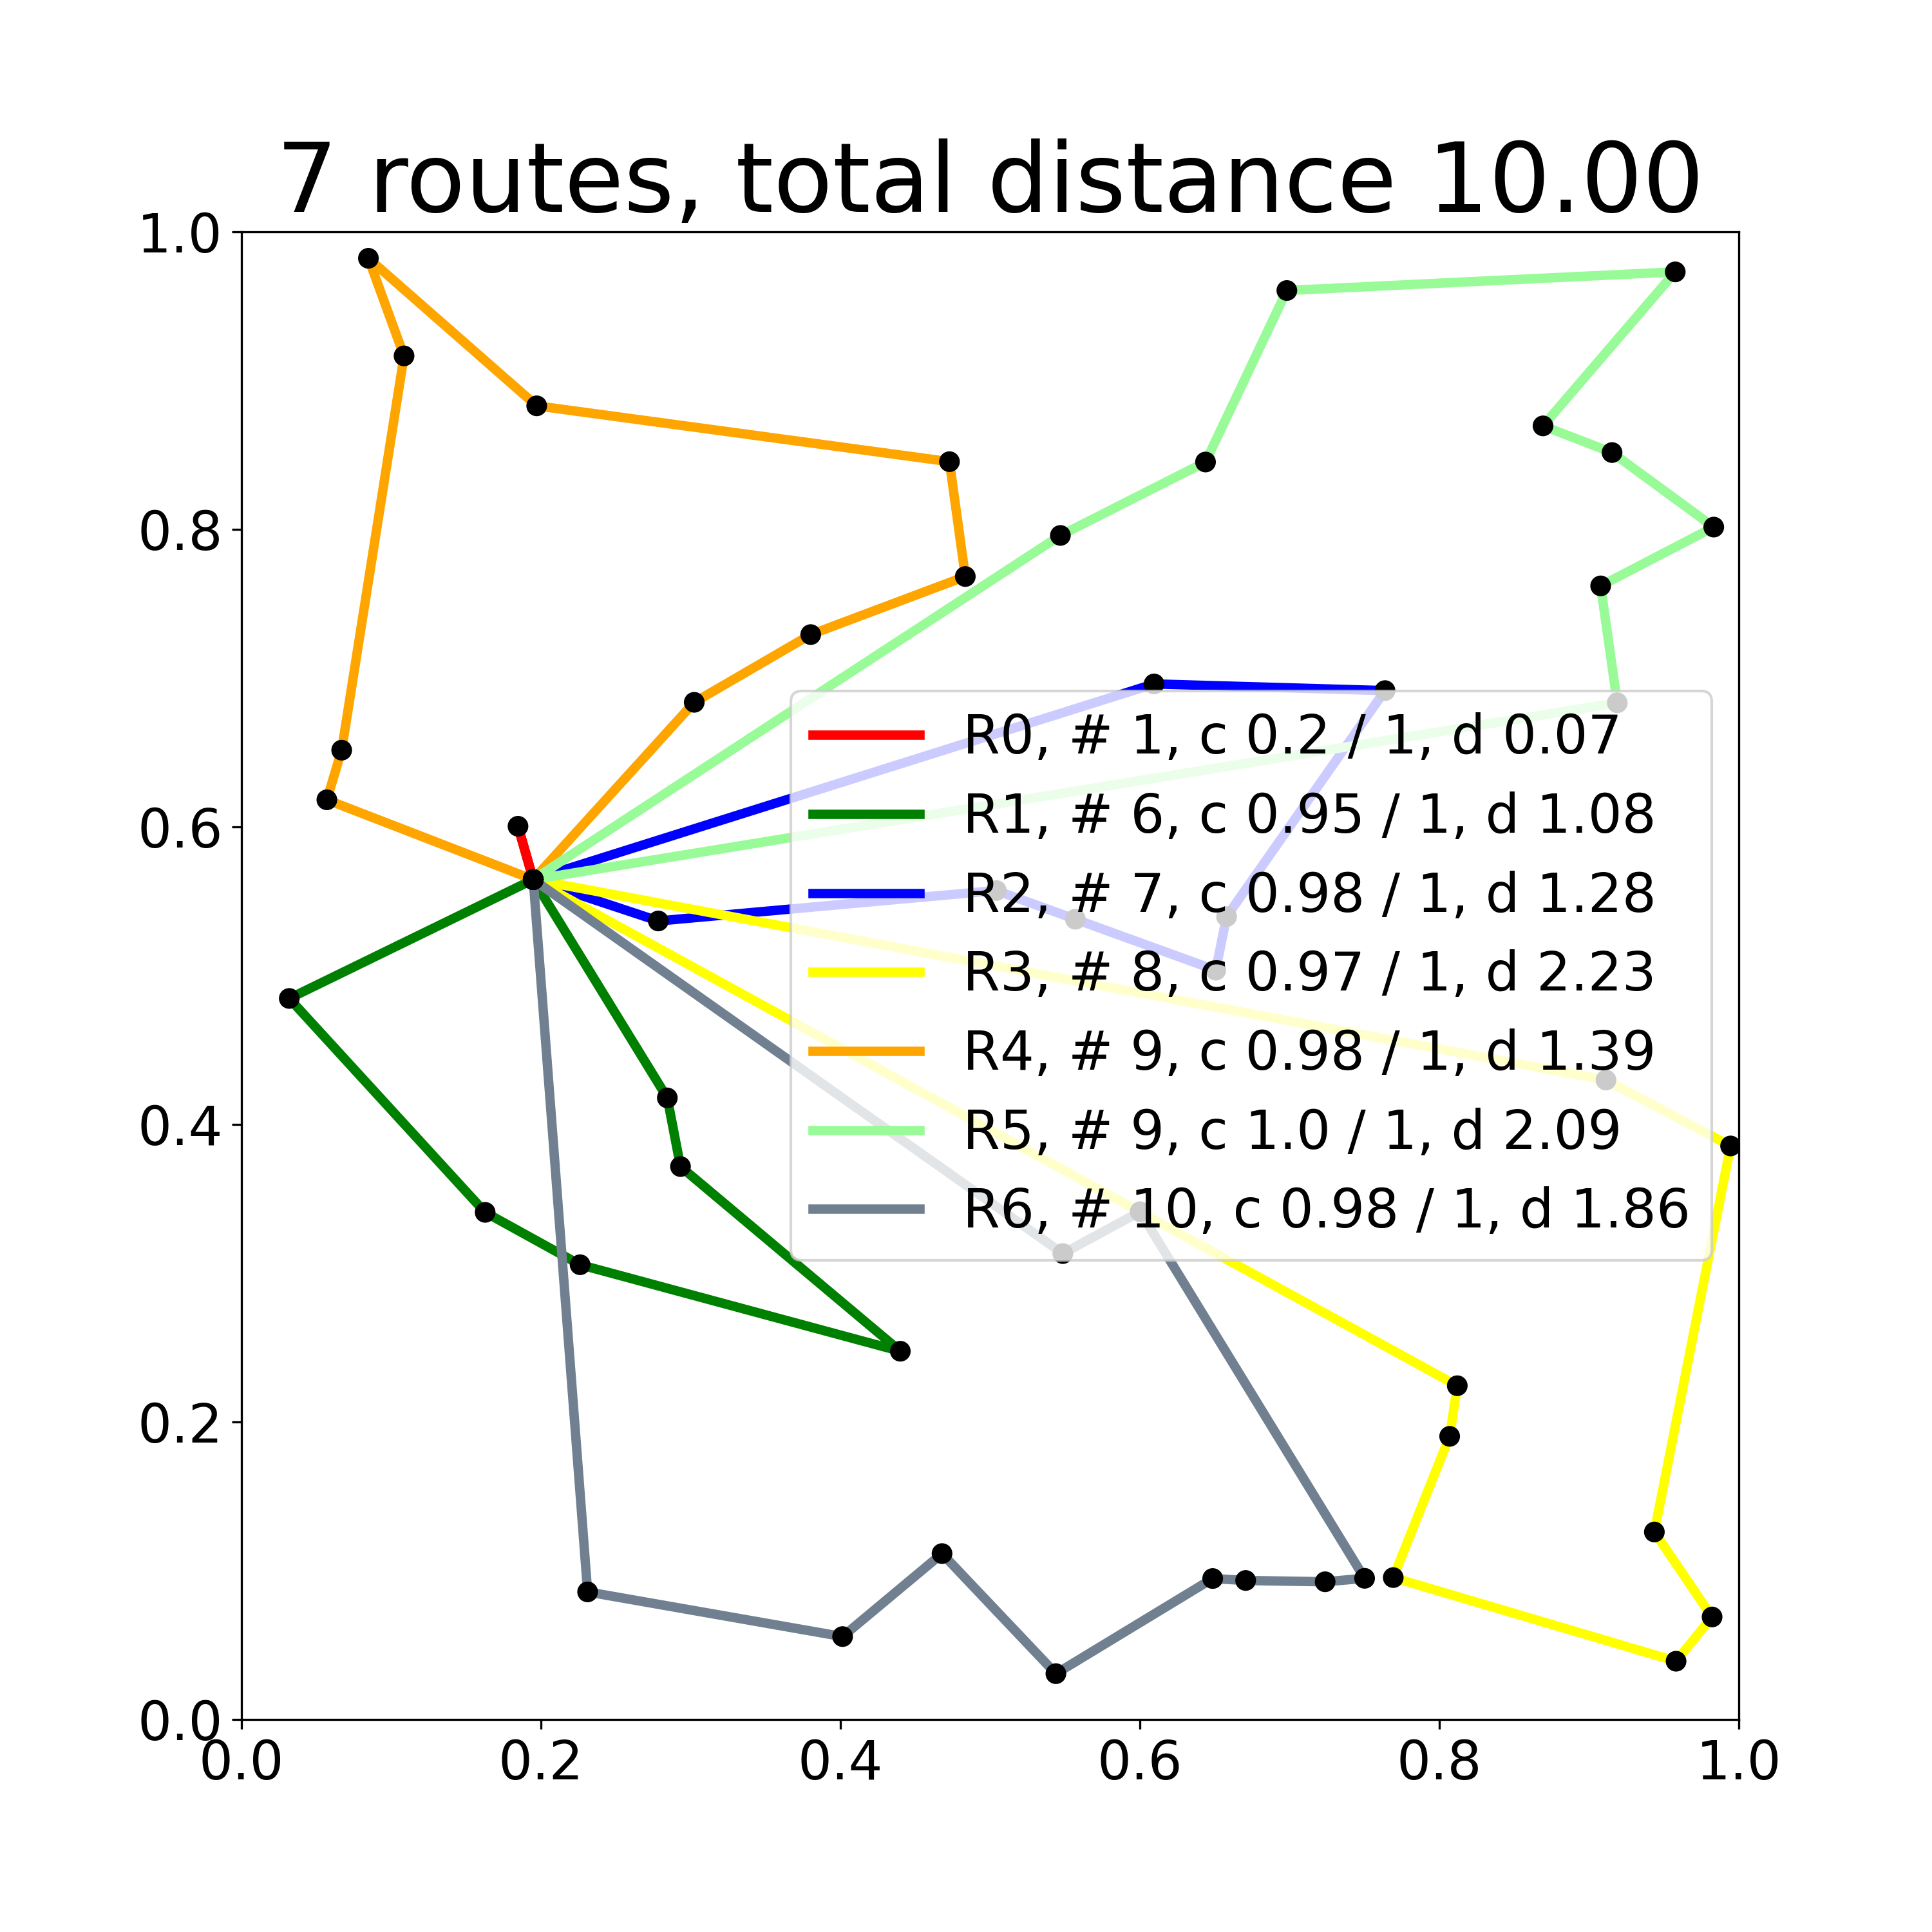 7 routes, total distance 10.00
1.0
0.8
0.6
0.4
0.2
0.0
R0, # 1, c 0.2 / 1, d 0.07
R1, # 6, c 0.95 / 1, d 1.08
R2, # 7, c 0.98 / 1, d 1.28
R3, # 8, c 0.97 / 1, d 2.23
R4, # 9, c 0.98 / 1, d 1.39
R5, # 9, c 1.0 / 1, d 2.09
R6, # 10, c 0.98 / 1, d 1.86
0.0 0.2 0.4 0.6 0.8 1.0